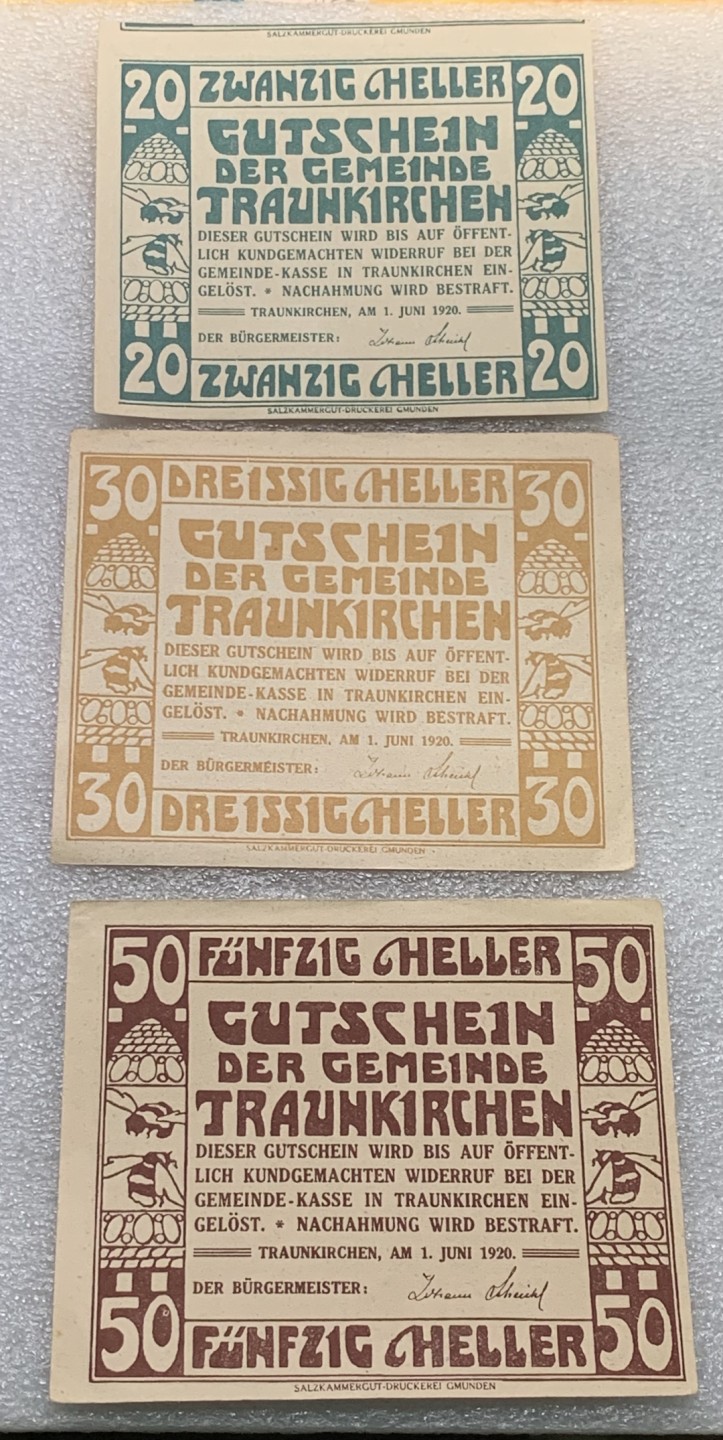 SALZKAMMERGUT-DRUCKEREI GMUNDEN
20 ZWANZIG HELLER 20
GUTSCHEIN
DER GEMEINDE
TRAUNKIRCHEN
DIESER GUTSCHEIN WIRD BIS AUF ÖFFENT-
LICH KUNDGEMACHTEN WIDERRUF BEI DER
GEMEINDE-KASSE IN TRAUNKIRCHEN EIN-
GELÖST. * NACHAHMUNG WIRD BESTRAFT.
TRAUNKIRCHEN, AM 1. JUNI 1920.
DER BÜRGERMEISTER: Johann
20 ZWANZIG HELLER 20
SALZKAMMERGUT-DRUCKEREI GMUNDEN
30 DREISSIG HELLER 30
GUTSCHEIN
DER GEMEINDE
TRAUNKIRCHEN
DIESER GUTSCHEIN WIRD BIS AUF ÖFFENT-
LICH KUNDGEMACHTEN WIDERRUF BEI DER
GEMEINDE-KASSE IN TRAUNKIRCHEN EIN-
GELÖST. * NACHAHMUNG WIRD BESTRAFT.
TRAUNKIRCHEN, AM 1. JUNI 1920.
DER BÜRGERMEISTER: Johann
30 DREISSIG HELLER 30
SALZKAMMERGUT-DRUCKEREI GMUNDEN
50 FÜNFZIG HELLER 50
GUTSCHEIN
DER GEMEINDE
TRAUNKIRCHEN
DIESER GUTSCHEIN WIRD BIS AUF ÖFFENT-
LICH KUNDGEMACHTEN WIDERRUF BEI DER
GEMEINDE-KASSE IN TRAUNKIRCHEN EIN-
GELÖST. * NACHAHMUNG WIRD BESTRAFT.
TRAUNKIRCHEN, AM 1. JUNI 1920.
DER BÜRGERMEISTER: Johann
50 FÜNFZIG HELLER 50
SALZKAMMERGUT-DRUCKEREI GMUNDEN